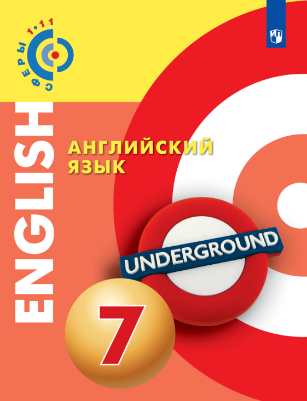 СФЕРЫ 1·11
ENGLISH
АНГЛИЙСКИЙ
ЯЗЫК
UNDERGROUND
7